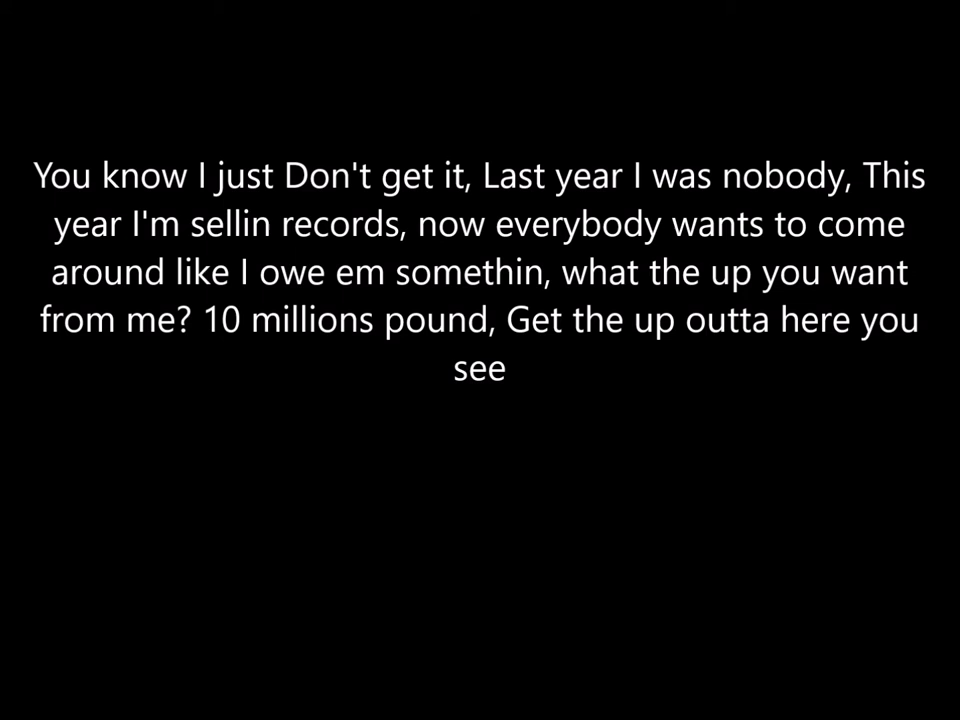 You know I just Don't get it, Last year I was nobody, This
year I'm sellin records, now everybody wants to come
around like I owe em somethin, what the up you want
from me? 10 millions pound, Get the up outta here you
see